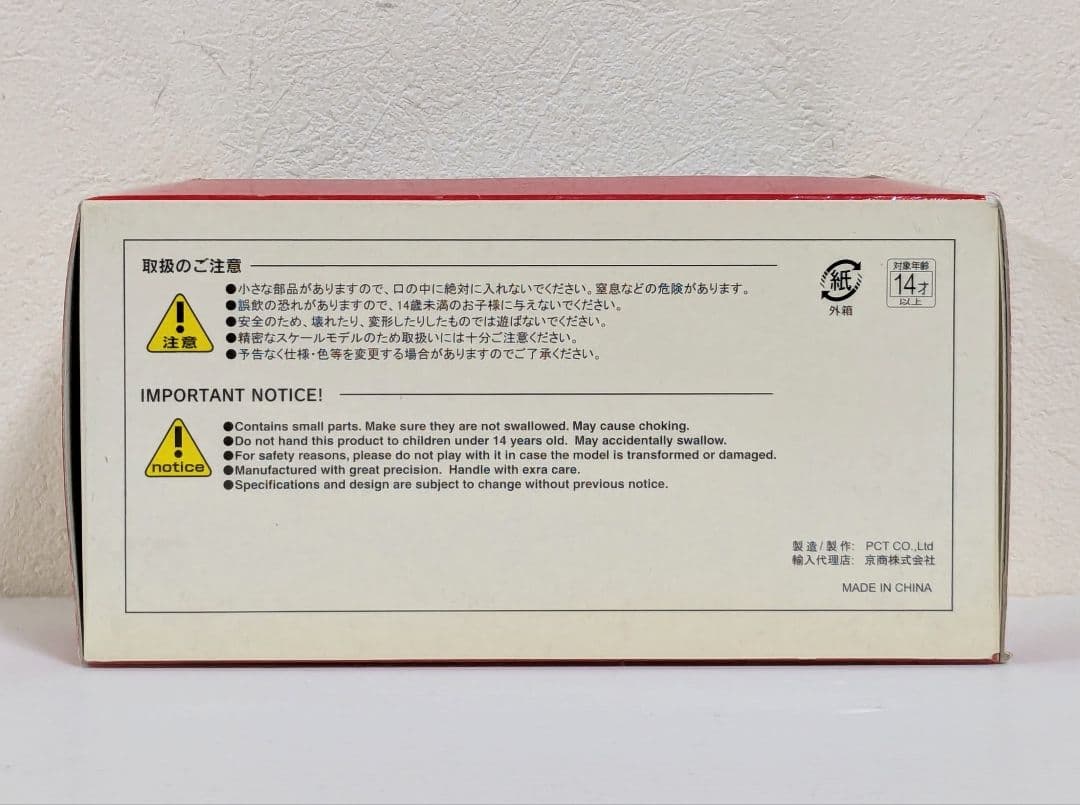 取扱のご注意
注意
●小さな部品がありますので、口の中に絶対に入れないでください。窒息などの危険があります。
●誤飲の恐れがありますので、14歳未満のお子様に与えないでください。
●安全のため、壊れたり、変形したりしたものでは遊ばないでください。
●精密なスケールモデルのため取扱いには十分ご注意ください。
●予告なく仕様・色等を変更する場合がありますのでご了承ください。
紙
外箱
対象年齢
14才
以上
IMPORTANT NOTICE!
notice
●Contains small parts. Make sure they are not swallowed. May cause choking.
●Do not hand this product to children under 14 years old. May accidentally swallow.
●For safety reasons, please do not play with it in case the model is transformed or damaged.
●Manufactured with great precision. Handle with exra care.
●Specifications and design are subject to change without previous notice.
製造/製作: PCT CO.,Ltd
輸入代理店: 京商株式会社
MADE IN CHINA